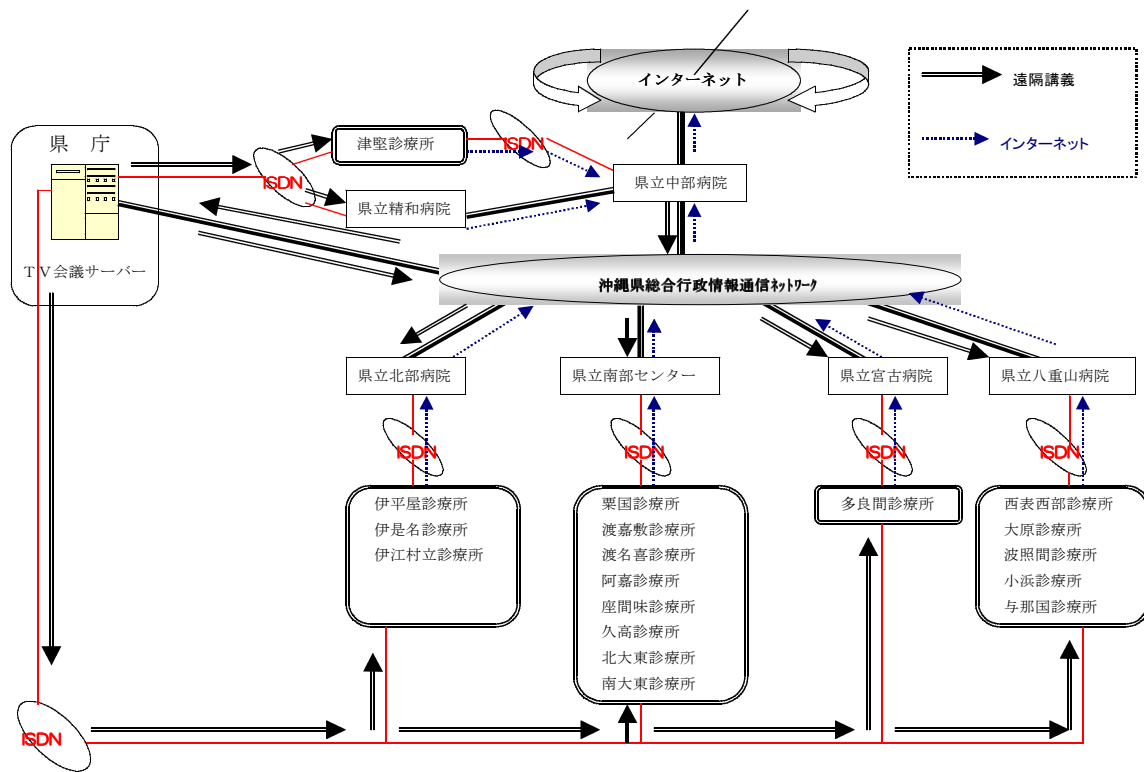 インターネット
遠隔講義
インターネット
県 庁
TV会議サーバー
ISDN
津堅診療所
ISDN
県立精和病院
県立中部病院
沖縄県総合行政情報通信ネットワーク
県立北部病院
県立南部センター
県立宮古病院
県立八重山病院
ISDN
ISDN
ISDN
ISDN
伊平屋診療所
伊是名診療所
伊江村立診療所
粟国診療所
渡嘉敷診療所
渡名喜診療所
阿嘉診療所
座間味診療所
久高診療所
北大東診療所
南大東診療所
多良間診療所
西表西部診療所
大原診療所
波照間診療所
小浜診療所
与那国診療所
ISDN